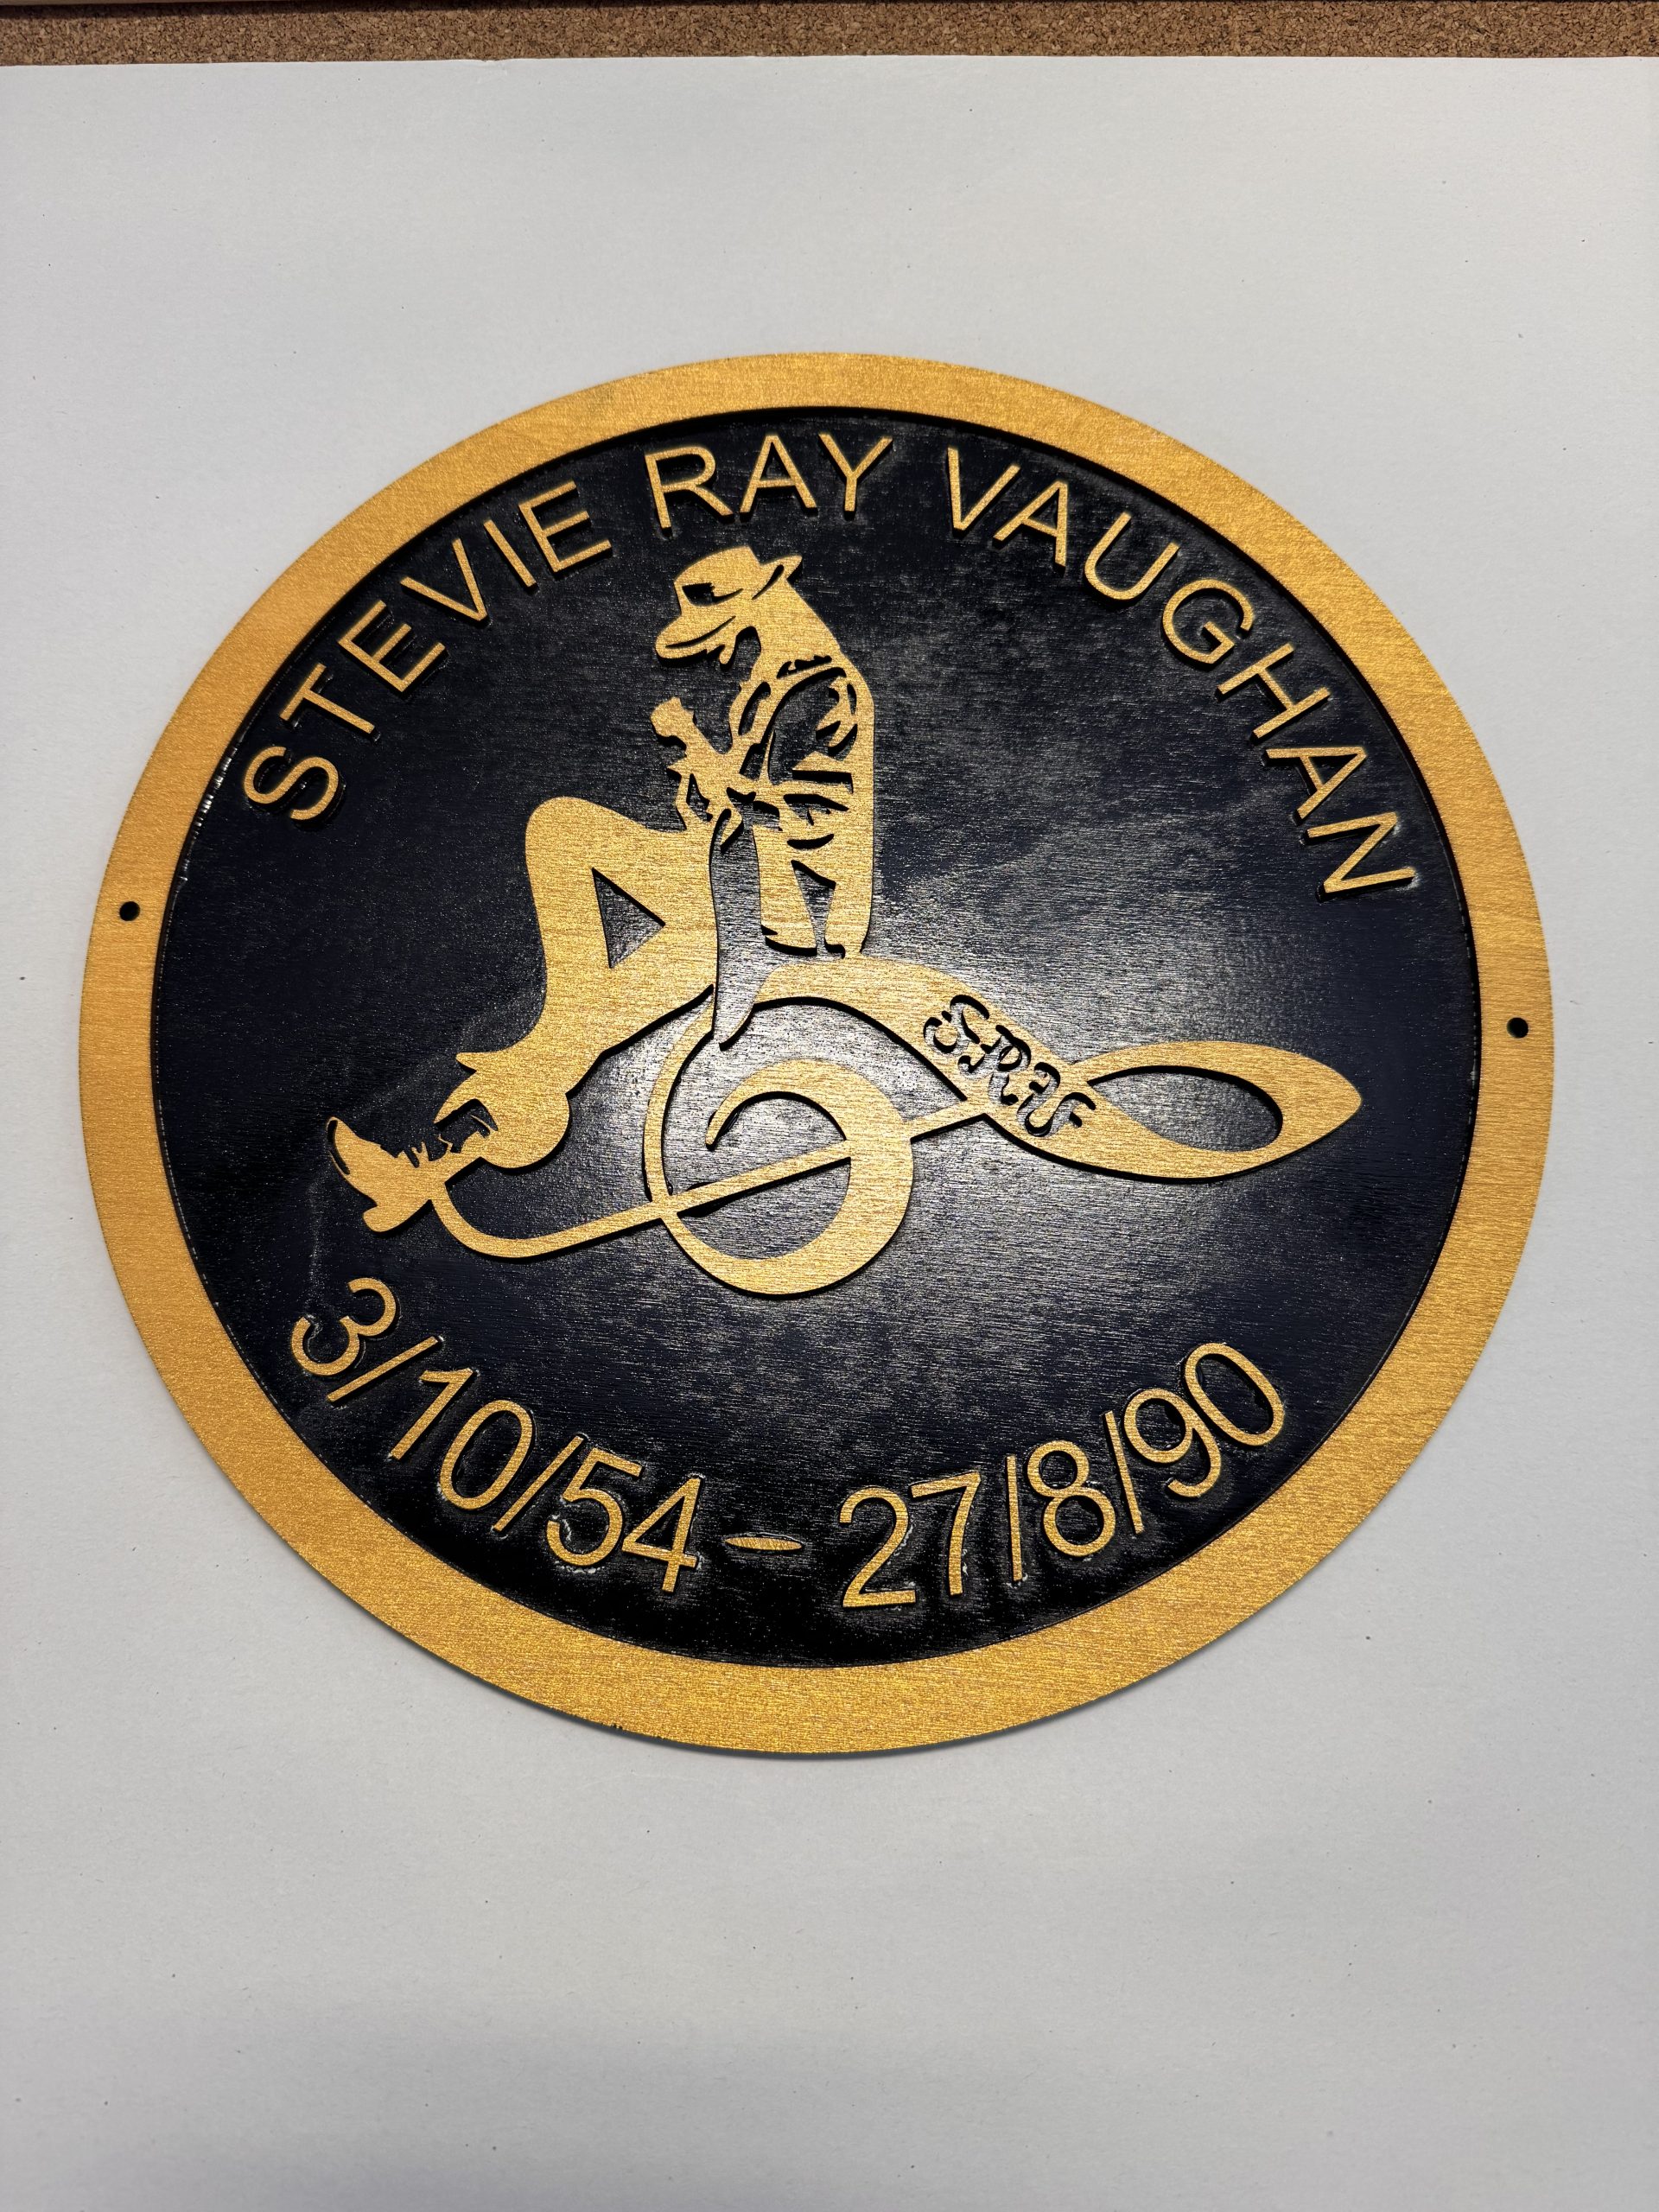 STEVIE RAY VAUGHAN
SRV
3/10/54 - 27/8/90